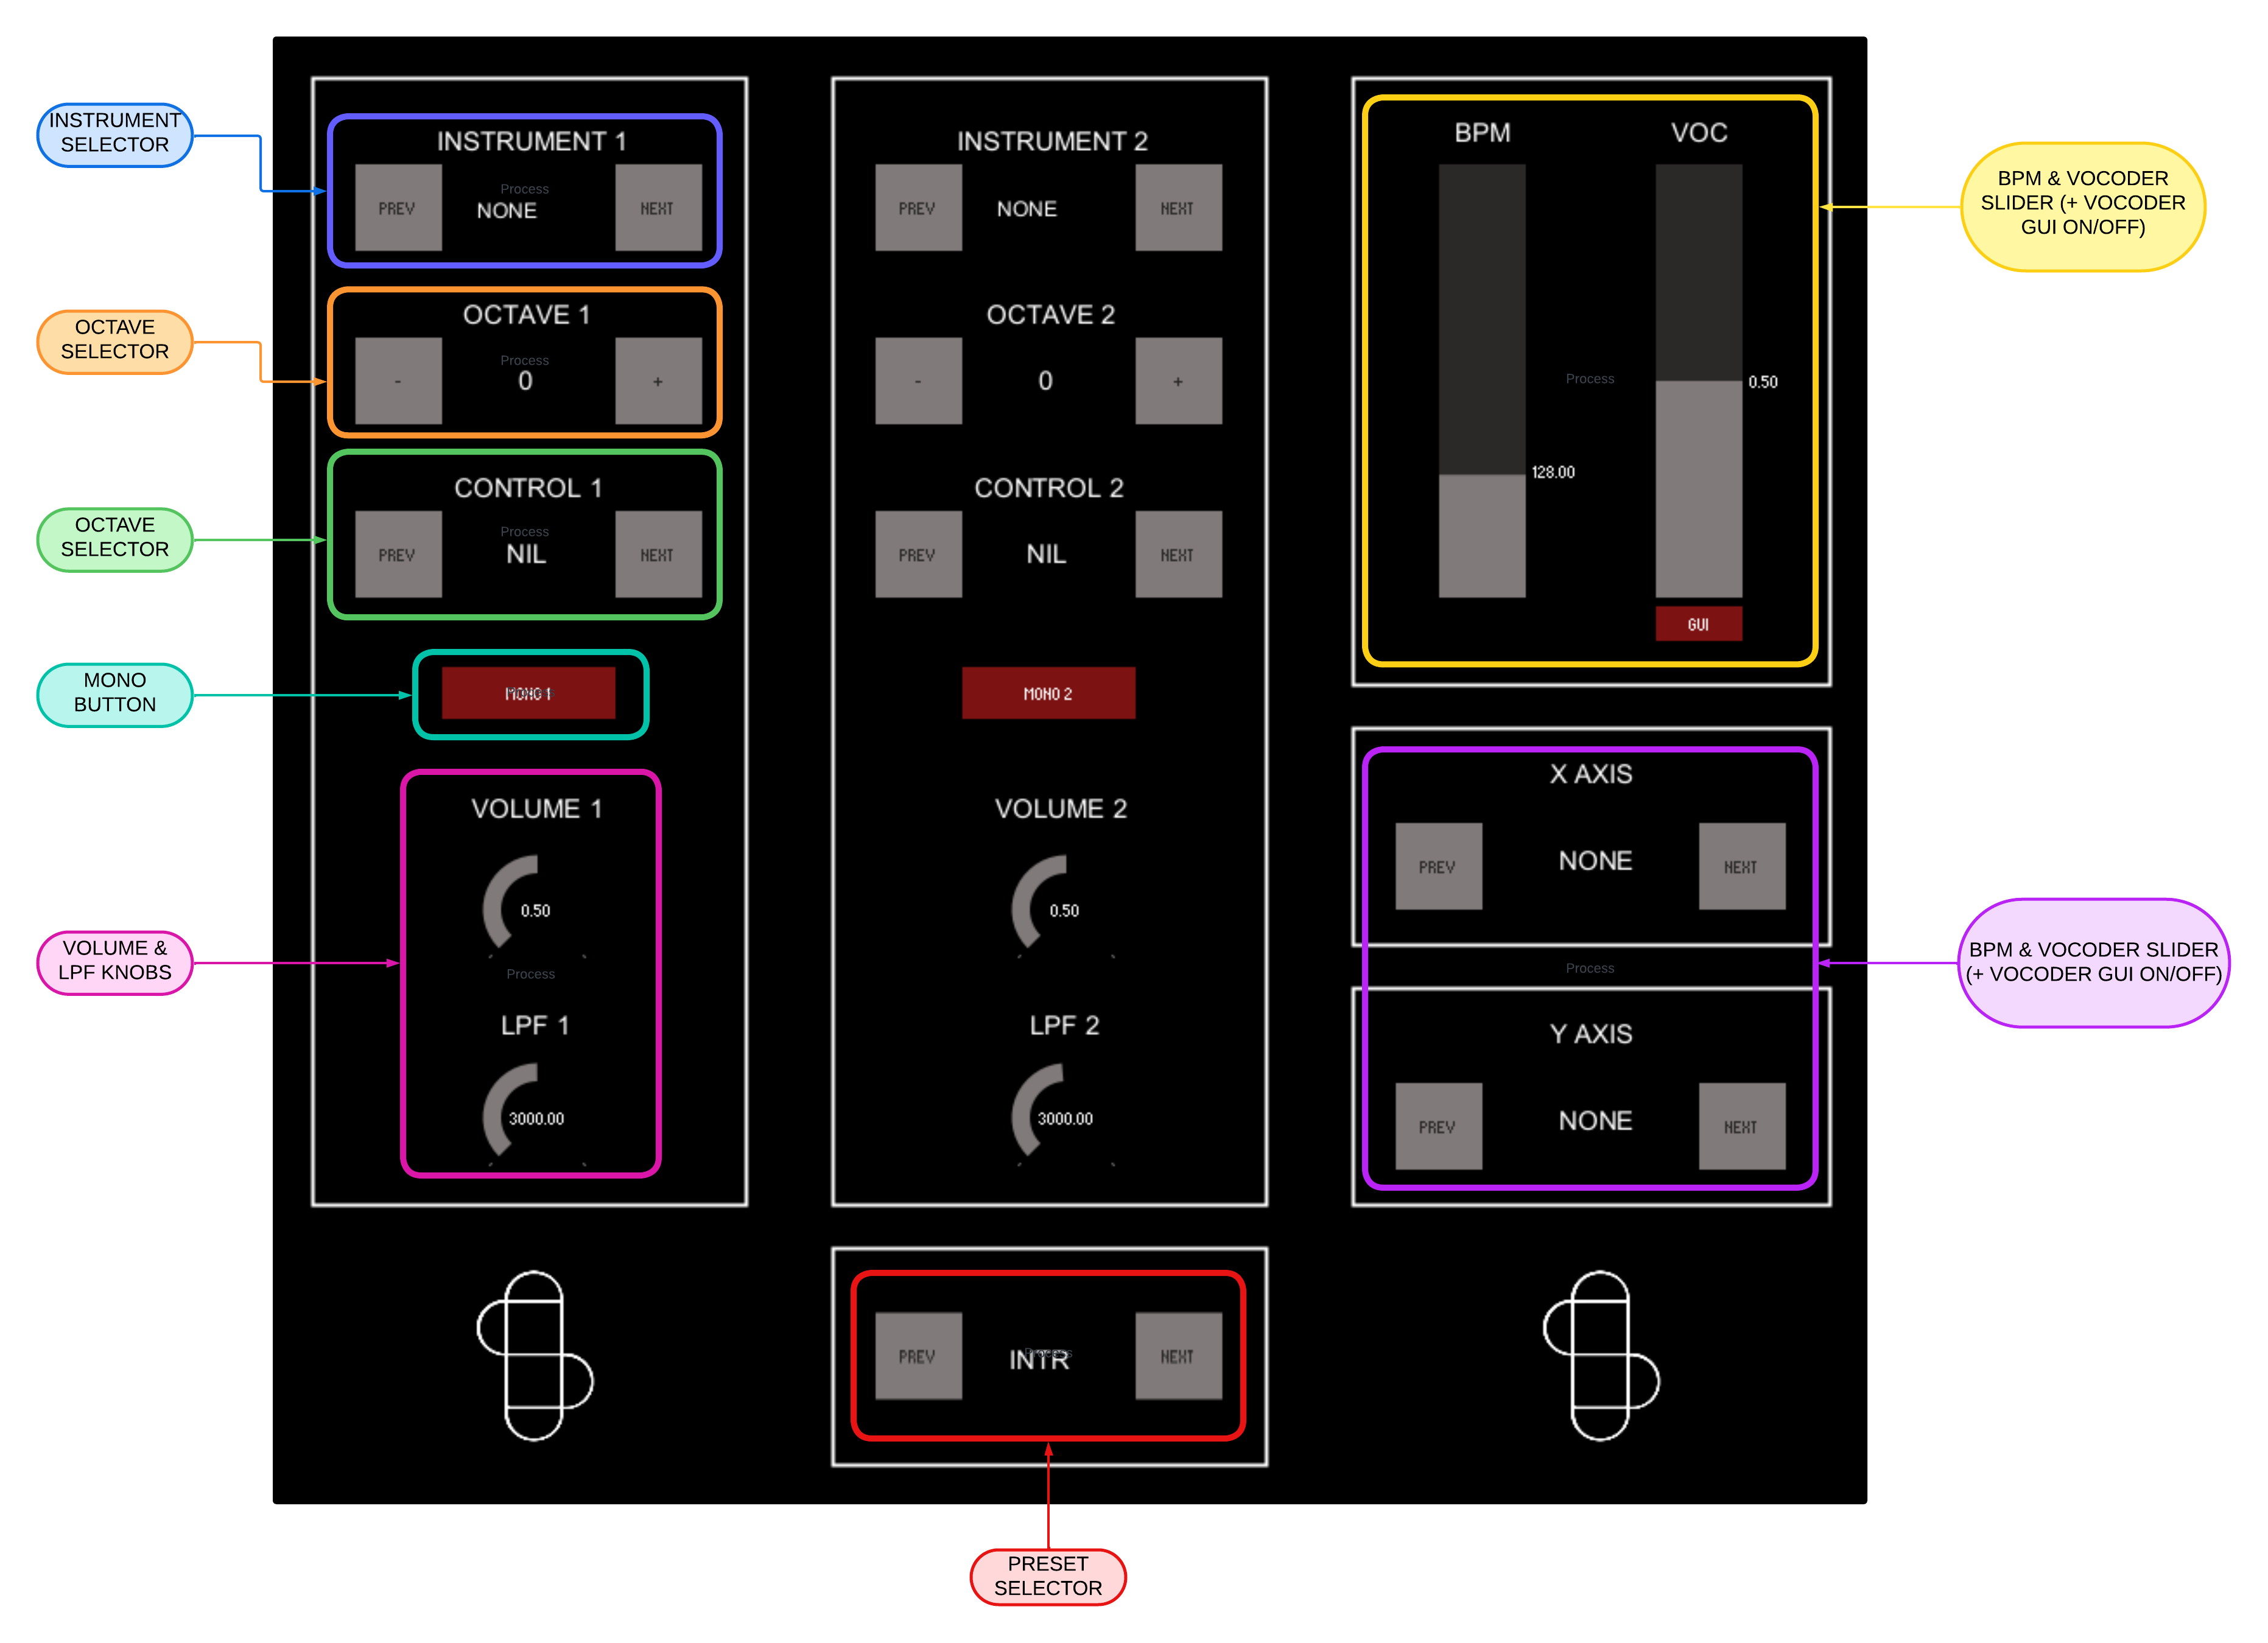 INSTRUMENT
SELECTOR
OCTAVE
SELECTOR
OCTAVE
SELECTOR
MONO
BUTTON
VOLUME &
LPF KNOBS
INSTRUMENT 1
PREV
Process
NONE
NEXT
OCTAVE 1
-
Process
0
+
CONTROL 1
PREV
Process
NIL
NEXT
MONO 1
Process
VOLUME 1
0.50
Process
LPF 1
3000.00
INSTRUMENT 2
PREV
NONE
NEXT
OCTAVE 2
-
0
+
CONTROL 2
PREV
NIL
NEXT
MONO 2
VOLUME 2
0.50
LPF 2
3000.00
PREV
INTR
Process
NEXT
PRESET
SELECTOR
BPM
VOC
Process
0.50
128.00
GUI
X AXIS
PREV
NONE
NEXT
Process
Y AXIS
PREV
NONE
NEXT
BPM & VOCODER
SLIDER (+ VOCODER
GUI ON/OFF)
BPM & VOCODER SLIDER
(+ VOCODER GUI ON/OFF)